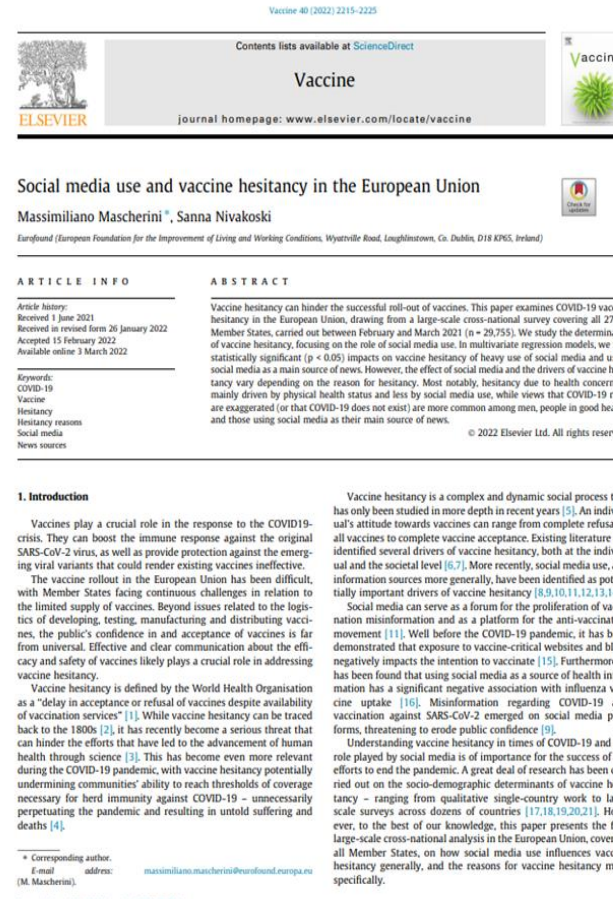 Vaccine 40 (2022) 2215–2225
Contents lists available at ScienceDirect
Vaccine
journal homepage: www.elsevier.com/locate/vaccine
ELSEVIER
Social media use and vaccine hesitancy in the European Union
Massimiliano Mascherini *, Sanna Nivakoski
Eurofound (European Foundation for the Improvement of Living and Working Conditions, Wyattville Road, Loughlinstown, Co. Dublin, D18 KP65, Ireland)
Check for
updates
ARTICLE INFO
Article history:
Received 1 June 2021
Received in revised form 26 January 2022
Accepted 15 February 2022
Available online 3 March 2022
Keywords:
COVID-19
Vaccine
Hesitancy
Hesitancy reasons
Social media
News sources
ABSTRACT
Vaccine hesitancy can hinder the successful roll-out of vaccines. This paper examines COVID-19 vacc
hesitancy in the European Union, drawing from a large-scale cross-national survey covering all 27
Member States, carried out between February and March 2021 (n = 29,755). We study the determina
of vaccine hesitancy, focusing on the role of social media use. In multivariate regression models, we
statistically significant (p < 0.05) impacts on vaccine hesitancy of heavy use of social media and u
social media as a main source of news. However, the effect of social media and the drivers of vaccine h
tancy vary depending on the reason for hesitancy. Most notably, hesitancy due to health concern
mainly driven by physical health status and less by social media use, while views that COVID-19 r
are exaggerated (or that COVID-19 does not exist) are more common among men, people in good hea
and those using social media as their main source of news.
© 2022 Elsevier Ltd. All rights reser
1. Introduction
Vaccines play a crucial role in the response to the COVID19-
crisis. They can boost the immune response against the original
SARS-CoV-2 virus, as well as provide protection against the emerg-
ing viral variants that could render existing vaccines ineffective.
The vaccine rollout in the European Union has been difficult,
with Member States facing continuous challenges in relation to
the limited supply of vaccines. Beyond issues related to the logis-
tics of developing, testing, manufacturing and distributing vacci-
nes, the public's confidence in and acceptance of vaccines is far
from universal. Effective and clear communication about the effi-
cacy and safety of vaccines likely plays a crucial role in addressing
vaccine hesitancy.
Vaccine hesitancy is defined by the World Health Organisation
as a "delay in acceptance or refusal of vaccines despite availability
of vaccination services" [1]. While vaccine hesitancy can be traced
back to the 1800s [2], it has recently become a serious threat that
can hinder the efforts that have led to the advancement of human
health through science [3]. This has become even more relevant
during the COVID-19 pandemic, with vaccine hesitancy potentially
undermining communities' ability to reach thresholds of coverage
necessary for herd immunity against COVID-19 – unnecessarily
perpetuating the pandemic and resulting in untold suffering and
deaths [4].
* Corresponding author.
E-mail address: massimiliano.mascherini@eurofound.europa.eu
(M. Mascherini).
Vaccine hesitancy is a complex and dynamic social process t
has only been studied in more depth in recent years [5]. An indiv
ual's attitude towards vaccines can range from complete refusa
all vaccines to complete vaccine acceptance. Existing literature
identified several drivers of vaccine hesitancy, both at the indiv
ual and the societal level [6,7]. More recently, social media use, a
information sources more generally, have been identified as pot
tially important drivers of vaccine hesitancy [8,9,10,11,12,13,1
Social media can serve as a forum for the proliferation of va
nation misinformation and as a platform for the anti-vaccinat
movement [11]. Well before the COVID-19 pandemic, it has b
demonstrated that exposure to vaccine-critical websites and bl
negatively impacts the intention to vaccinate [15]. Furthermor
has been found that using social media as a source of health inf
mation has a significant negative association with influenza v
cine uptake [16]. Misinformation regarding COVID-19 a
vaccination against SARS-CoV-2 emerged on social media p
forms, threatening to erode public confidence [9].
Understanding vaccine hesitancy in times of COVID-19 and
role played by social media is of importance for the success of
efforts to end the pandemic. A great deal of research has been c
ried out on the socio-demographic determinants of vaccine he
tancy – ranging from qualitative single-country work to la
scale surveys across dozens of countries [17,18,19,20,21]. Ho
ever, to the best of our knowledge, this paper presents the f
large-scale cross-national analysis in the European Union, cover
all Member States, on how social media use influences vacc
hesitancy generally, and the reasons for vaccine hesitancy m
specifically.